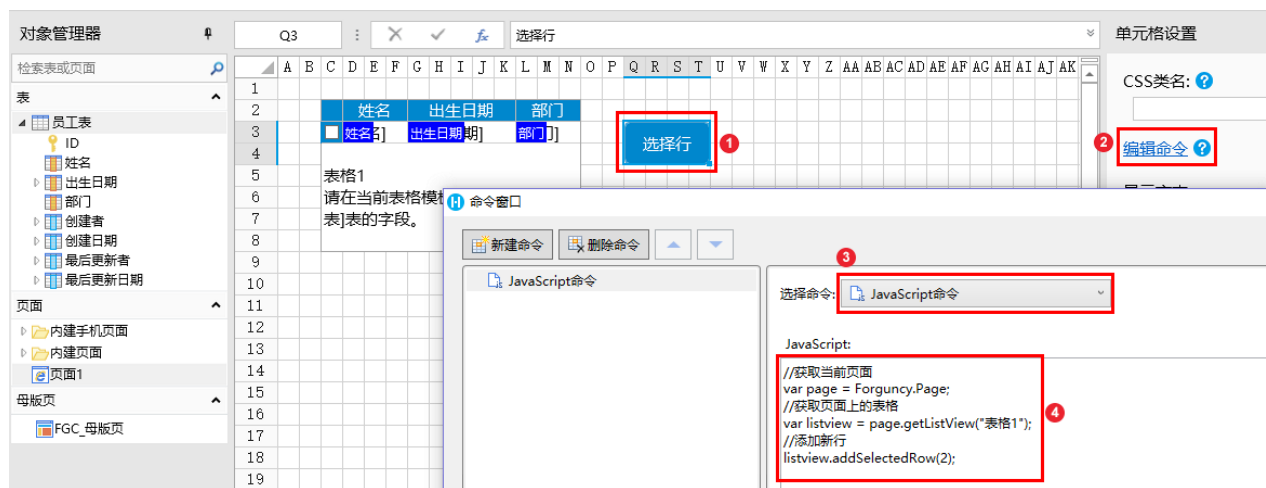 对象管理器
Q3
选择行
单元格设置
检索表或页面
A B C D E F G H I J K L M N O P Q R S T U V W X Y Z AA AB AC AD AE AF AG AH AI AJ AK
CSS类名:
表
1
2
姓名 出生日期 部门
员工表
3
姓名名] 出生日期期] 部门门]
选择行
1
2
编辑命令
ID
4
姓名
5
表格1
出生日期
6
请在当前表格模
命令窗口
部门
7
表]表的字段。
创建者
8
新建命令
删除命令
创建日期
9
最后更新者
3
最后更新日期
10
JavaScript命令
选择命令:
JavaScript命令
页面
11
内建手机页面
12
内建页面
13
JavaScript:
页面1
14
//获取当前页面
母版页
15
var page = Forguncy.Page;
//获取页面上的表格
FGC_母版页
16
var listview = page.getListView("表格1");
4
17
//添加新行
18
listview.addSelectedRow(2);
19